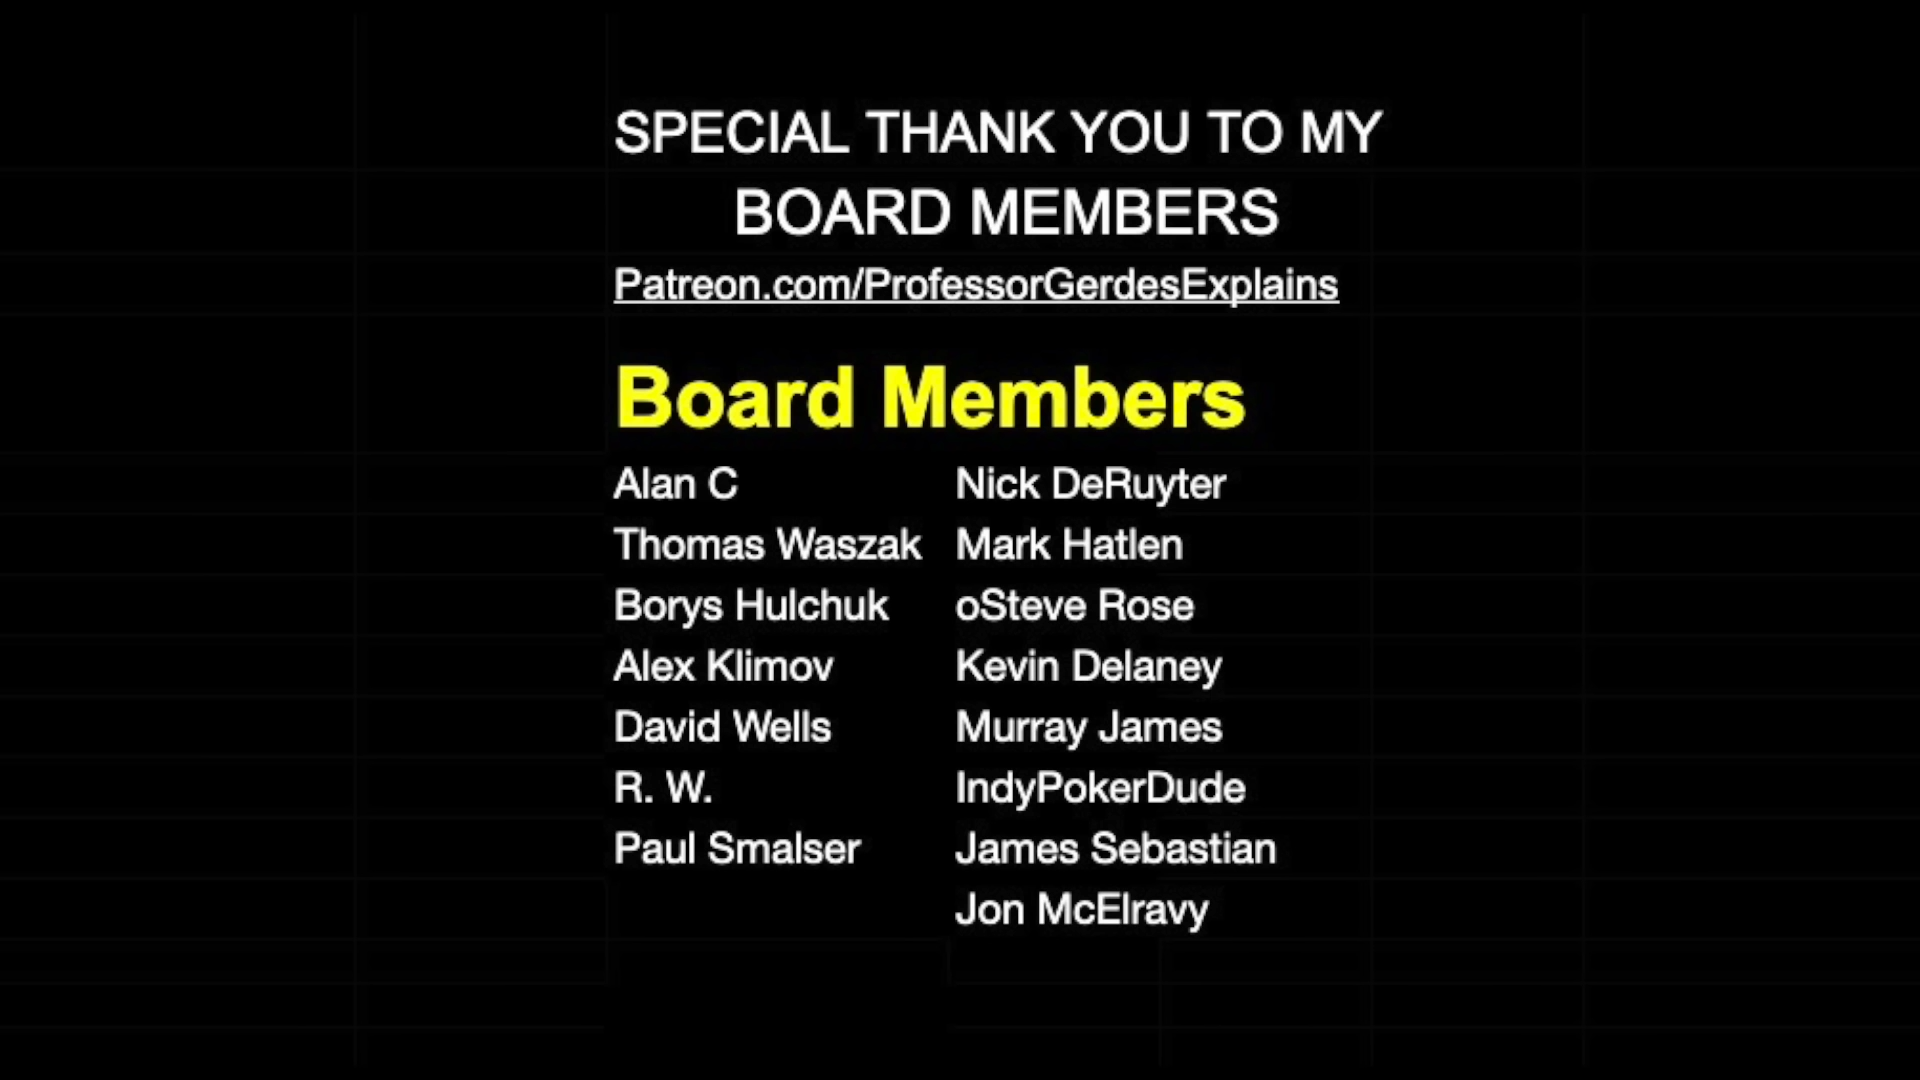 SPECIAL THANK YOU TO MY
BOARD MEMBERS
Patreon.com/ProfessorGerdesExplains
Board Members
Alan C
Thomas Waszak
Borys Hulchuk
Alex Klimov
David Wells
R. W.
Paul Smalser
Nick DeRuyter
Mark Hatlen
oSteve Rose
Kevin Delaney
Murray James
IndyPokerDude
James Sebastian
Jon McElravy